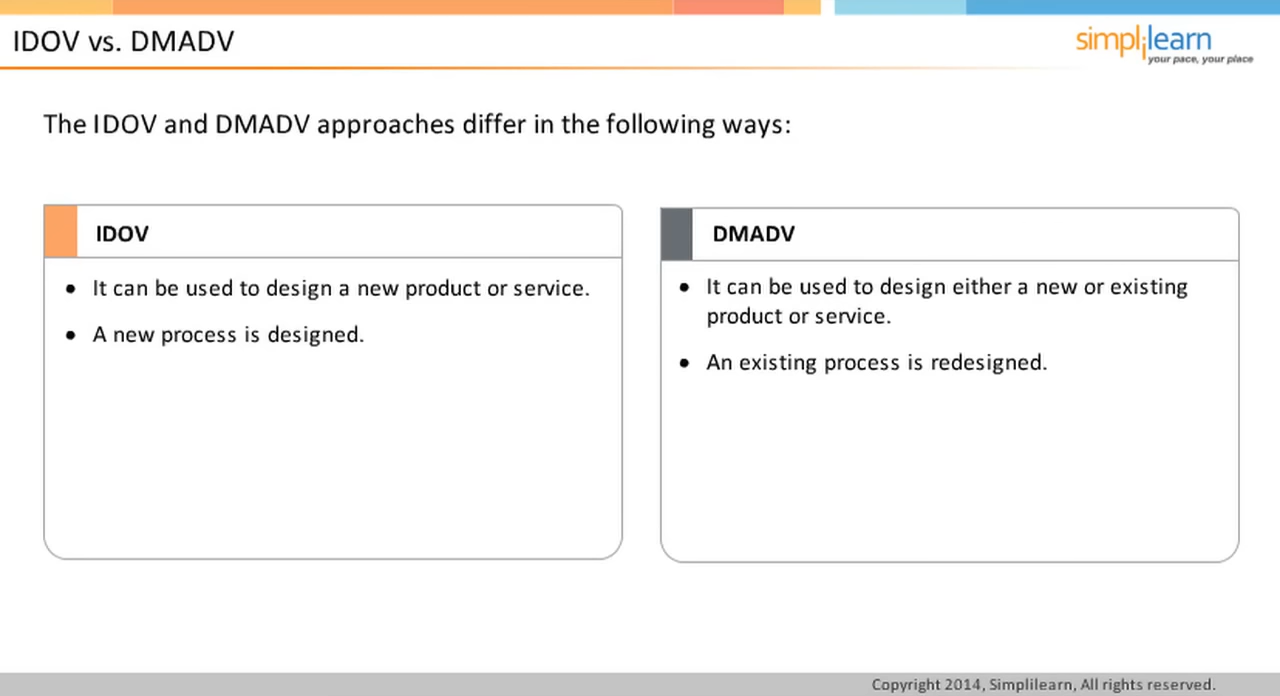 IDOV vs. DMADV
simplilearn
your pace, your place
The IDOV and DMADV approaches differ in the following ways:
IDOV
• It can be used to design a new product or service.
• A new process is designed.
DMADV
• It can be used to design either a new or existing
product or service.
• An existing process is redesigned.
Copyright 2014, Simplilearn, All rights reserved.